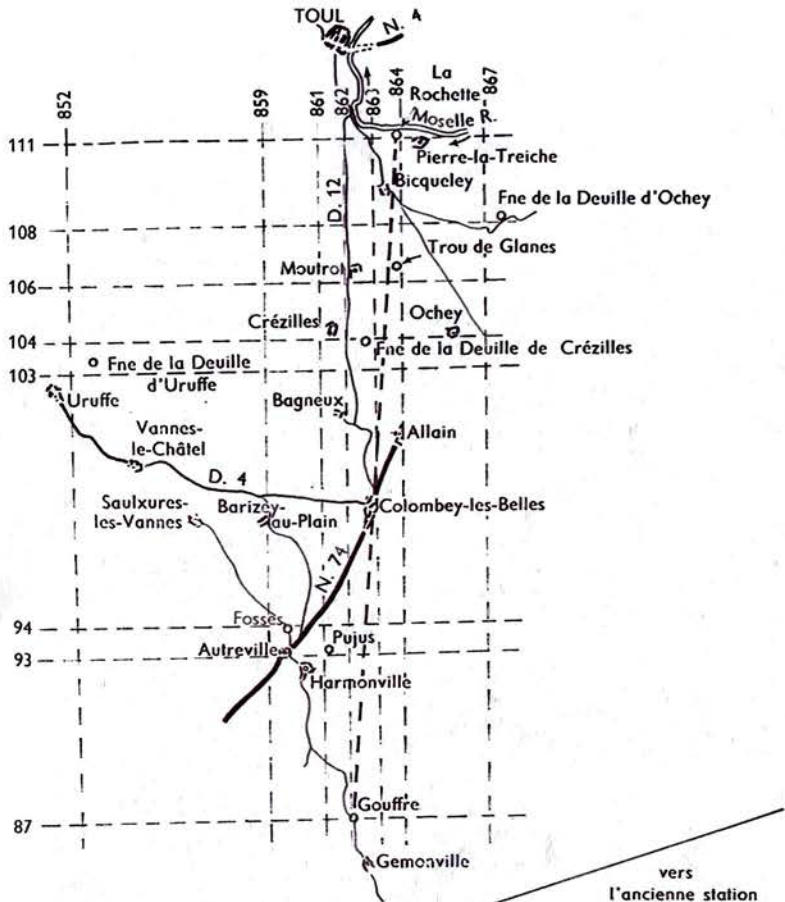 TOUL
N. 4
852
859
861
862
863
864
867
La
Rochette
Moselle R.
111
Pierre-la-Treiche
Bicqueley
D. 12
Fne de la Deuille d'Ochey
108
Trou de Glanes
Moutrot
106
Ochey
Crézilles
104
Fne de la Deuille de Crézilles
103
Fne de la Deuille
d'Uruffe
Uruffe
Bagneux
Vannes-
le-Châtel
Allain
D. 4
Saulxures-
les-Vannes
Barizey-
au-Plain
Colombey-les-Belles
N. 74
Fosses
94
Pujus
Autreville
93
Harmonville
Gouffre
87
Gemonville
vers
l'ancienne station